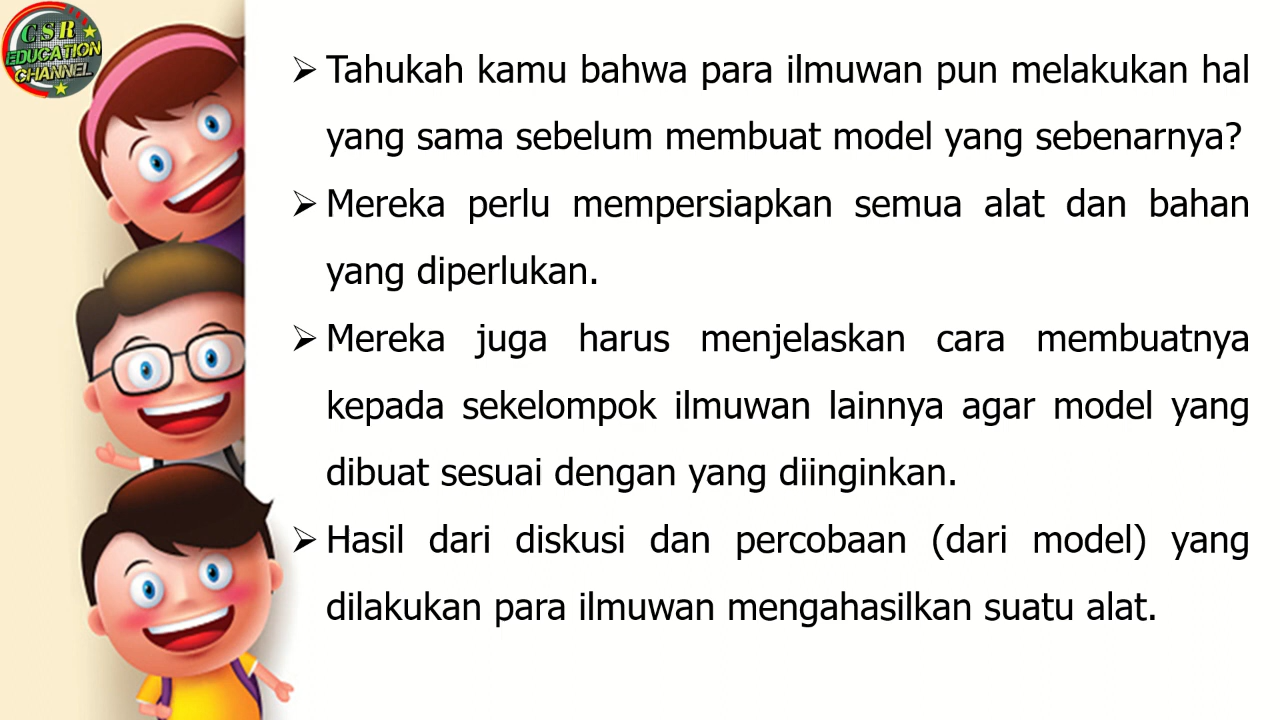 CSR
EDUCATION
CHANNEL
➢ Tahukah kamu bahwa para ilmuwan pun melakukan hal
yang sama sebelum membuat model yang sebenarnya?
➢ Mereka perlu mempersiapkan semua alat dan bahan
yang diperlukan.
➢ Mereka juga harus menjelaskan cara membuatnya
kepada sekelompok ilmuwan lainnya agar model yang
dibuat sesuai dengan yang diinginkan.
➢ Hasil dari diskusi dan percobaan (dari model) yang
dilakukan para ilmuwan mengahasilkan suatu alat.